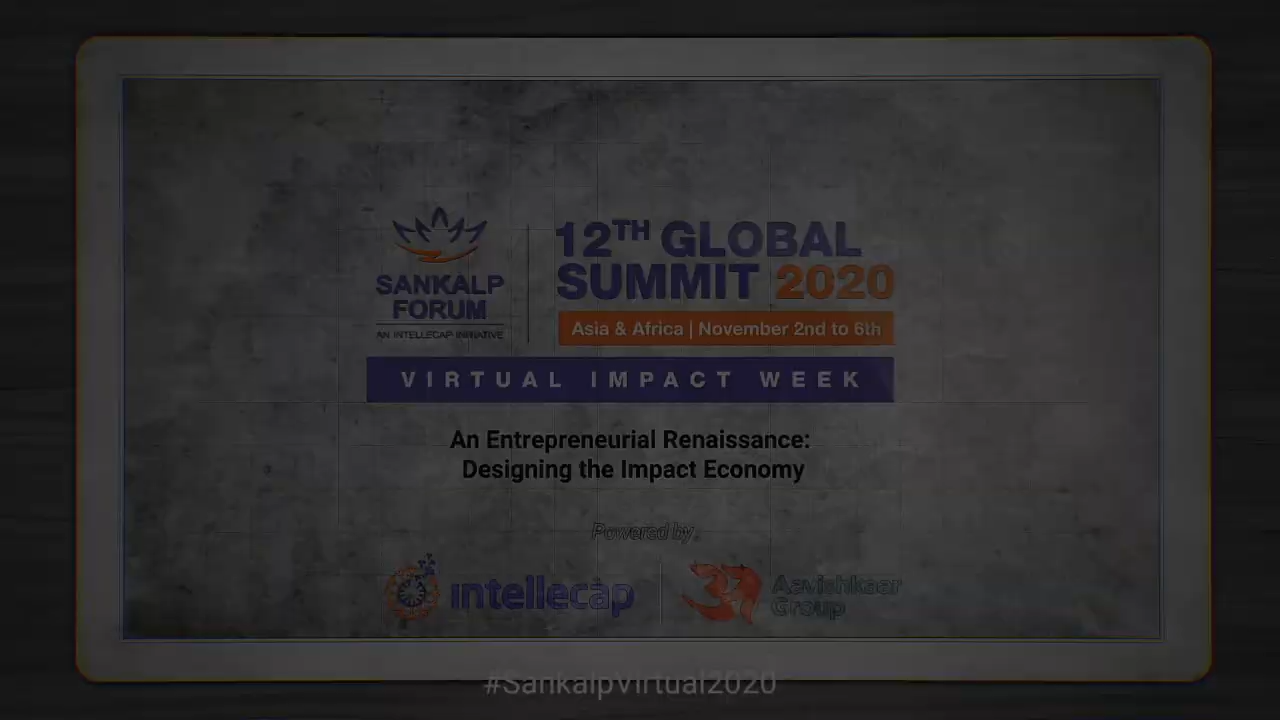 SANKALP
FORUM
AN INTELLECAP INITIATIVE
12TH GLOBAL
SUMMIT 2020
Asia & Africa | November 2nd to 6th
VIRTUAL IMPACT WEEK
An Entrepreneurial Renaissance:
Designing the Impact Economy
Powered by
intellecap
Aavishkaar
Group
#SankalpVirtual2020